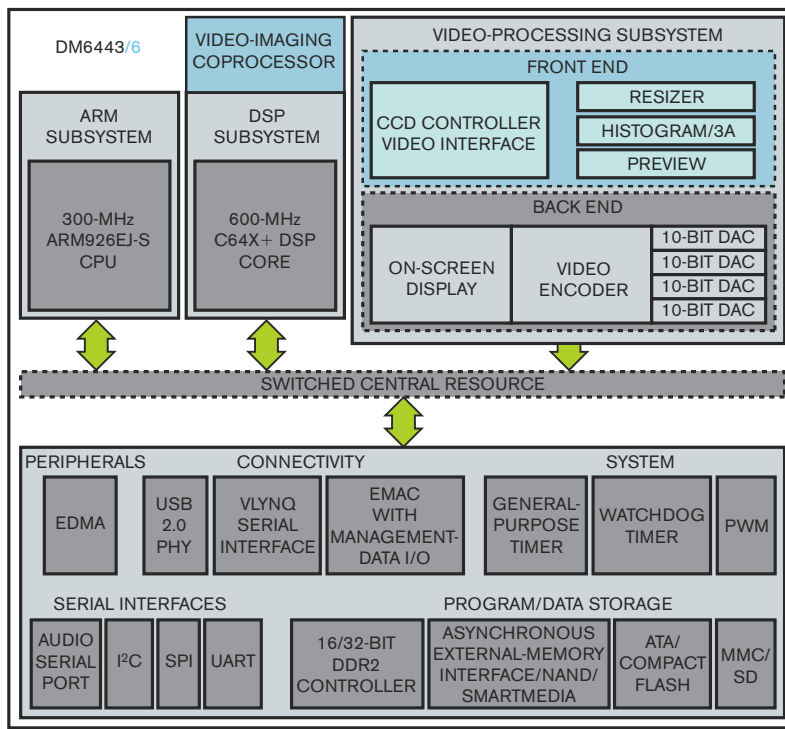 DM6443/6
VIDEO-IMAGING
COPROCESSOR
ARM
SUBSYSTEM
300-MHz
ARM926EJ-S
CPU
DSP
SUBSYSTEM
600-MHz
C64X+ DSP
CORE
VIDEO-PROCESSING SUBSYSTEM
FRONT END
CCD CONTROLLER
VIDEO INTERFACE
RESIZER
HISTOGRAM/3A
PREVIEW
BACK END
ON-SCREEN
DISPLAY
VIDEO
ENCODER
10-BIT DAC
10-BIT DAC
10-BIT DAC
10-BIT DAC
SWITCHED CENTRAL RESOURCE
PERIPHERALS
EDMA
CONNECTIVITY
USB
2.0
PHY
VLYNQ
SERIAL
INTERFACE
EMAC
WITH
MANAGEMENT-
DATA I/O
SYSTEM
GENERAL-
PURPOSE
TIMER
WATCHDOG
TIMER
PWM
SERIAL INTERFACES
AUDIO
SERIAL
PORT
I²C
SPI
UART
PROGRAM/DATA STORAGE
16/32-BIT
DDR2
CONTROLLER
ASYNCHRONOUS
EXTERNAL-MEMORY
INTERFACE/NAND/
SMARTMEDIA
ATA/
COMPACT
FLASH
MMC/
SD